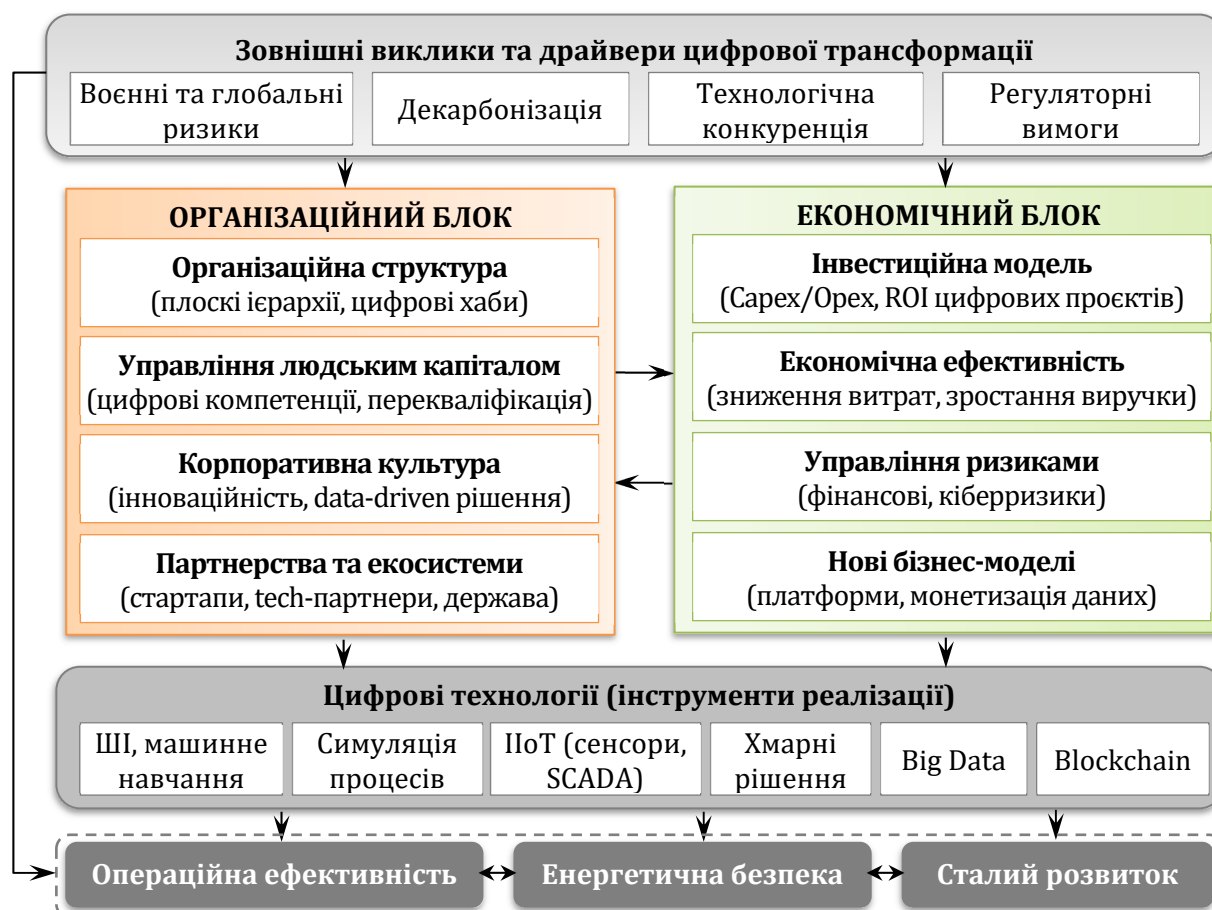 Зовнішні виклики та драйвери цифрової трансформації
Воєнні та глобальні
ризики
Декарбонізація
Технологічна
конкуренція
Регуляторні
вимоги
ОРГАНІЗАЦІЙНИЙ БЛОК
Організаційна структура
(плоскі ієрархії, цифрові хаби)
Управління людським капіталом
(цифрові компетенції, перекваліфікація)
Корпоративна культура
(інноваційність, data-driven рішення)
Партнерства та екосистеми
(стартапи, tech-партнери, держава)
ЕКОНОМІЧНИЙ БЛОК
Інвестиційна модель
(Capex/Opex, ROI цифрових проєктів)
Економічна ефективність
(зниження витрат, зростання виручки)
Управління ризиками
(фінансові, кіберризики)
Нові бізнес-моделі
(платформи, монетизація даних)
Цифрові технології (інструменти реалізації)
ШІ, машинне
навчання
Симуляція
процесів
IIoT (сенсори,
SCADA)
Хмарні
рішення
Big Data
Blockchain
Операційна ефективність
Енергетична безпека
Сталий розвиток